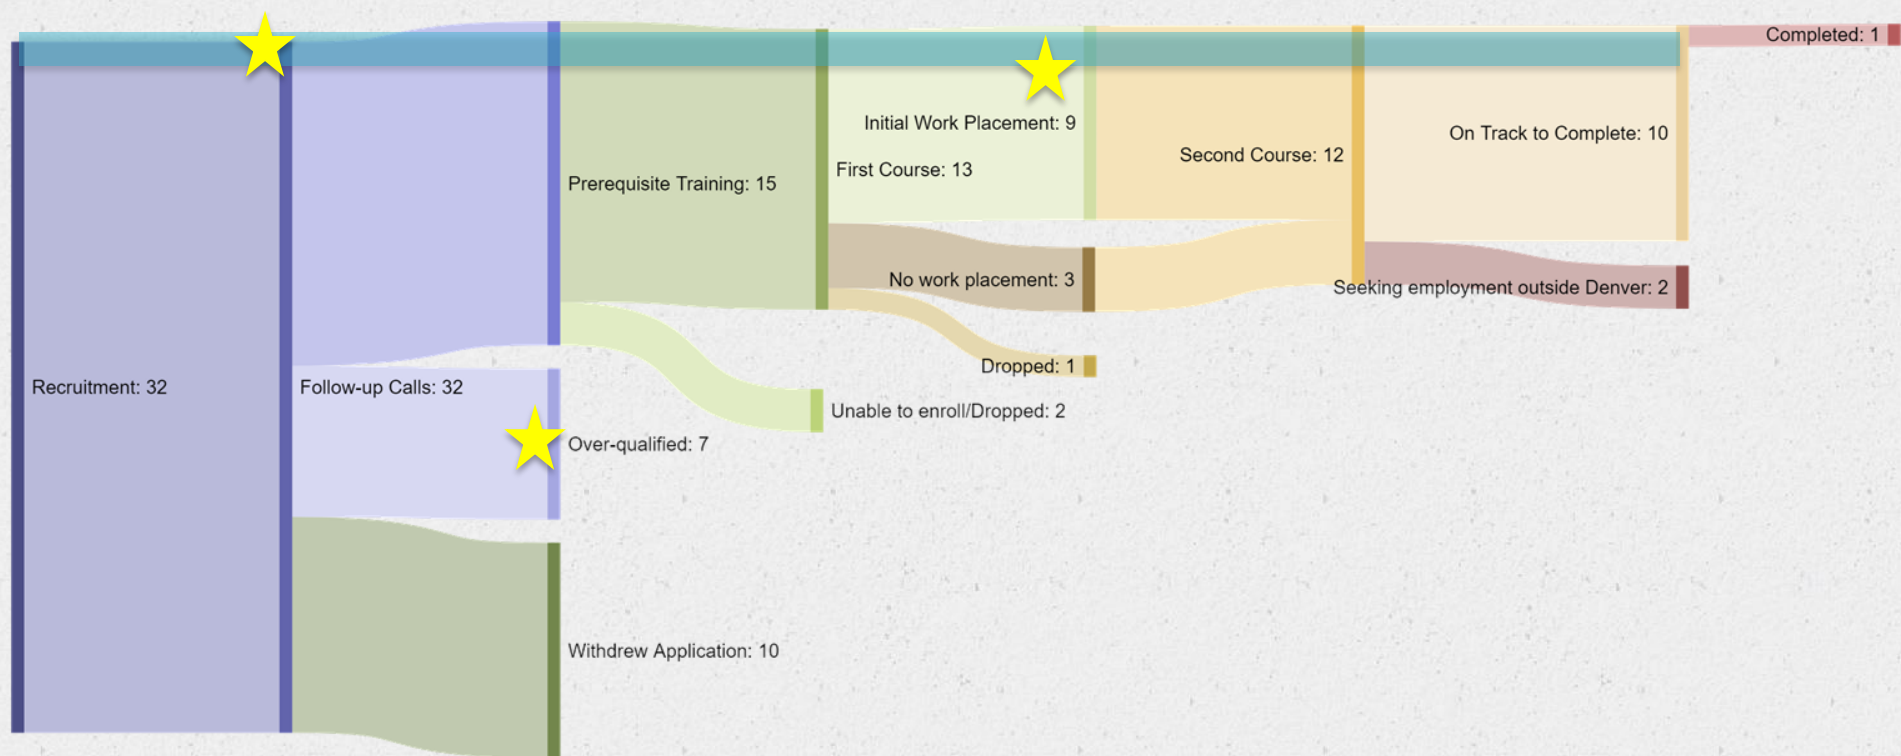 Recruitment: 32
Follow-up Calls: 32
Prerequisite Training: 15
Over-qualified: 7
Withdrew Application: 10
First Course: 13
Unable to enroll/Dropped: 2
Initial Work Placement: 9
No work placement: 3
Dropped: 1
Second Course: 12
On Track to Complete: 10
Seeking employment outside Denver: 2
Completed: 1